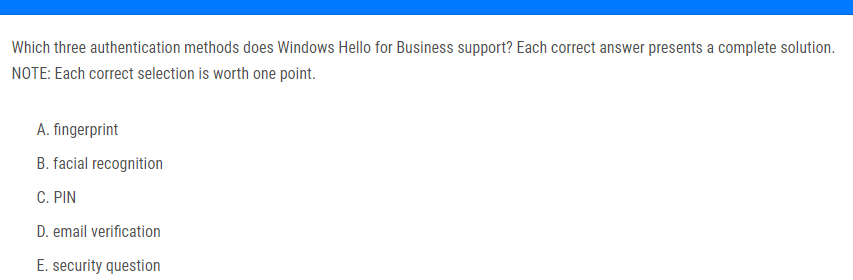 Which three authentication methods does Windows Hello for Business support? Each correct answer presents a complete solution.
NOTE: Each correct selection is worth one point.
A. fingerprint
B. facial recognition
C. PIN
D. email verification
E. security question